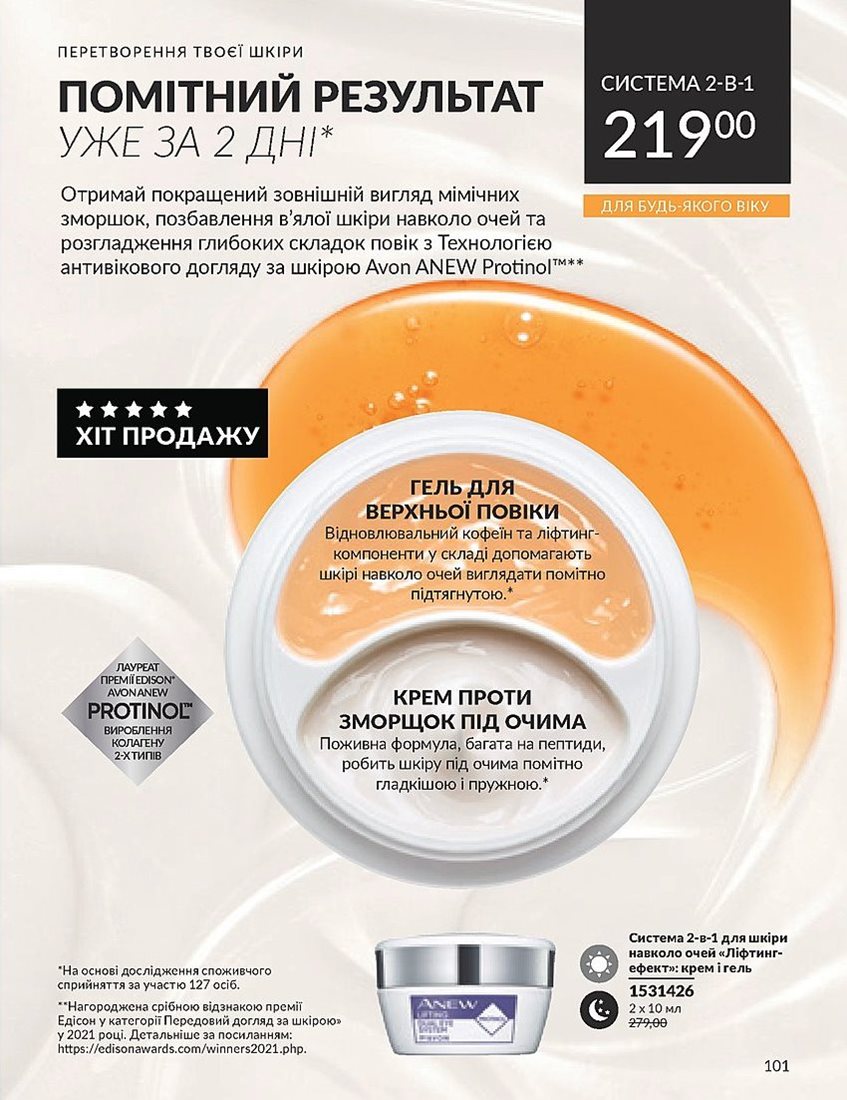 ПЕРЕТВОРЕННЯ ТВОЄЇ ШКІРИ
ПОМІТНИЙ РЕЗУЛЬТАТ
УЖЕ ЗА 2 ДНІ*
Отримай покращений зовнішній вигляд мімічних
зморшок, позбавлення в'ялої шкіри навколо очей та
розгладження глибоких складок повік з Технологією
антивікового догляду за шкірою Avon ANEW Protinol™**
СИСТЕМА 2-В-1
219⁰⁰
ДЛЯ БУДЬ-ЯКОГО ВІКУ
★★★★★
ХІТ ПРОДАЖУ
ГЕЛЬ ДЛЯ
ВЕРХНЬОЇ ПОВІКИ
Відновлювальний кофеїн та ліфтинг-
компоненти у складі допомагають
шкірі навколо очей виглядати помітно
підтягнутою.*
ЛАУРЕАТ
ПРЕМІЇ EDISON*
AVON ANEW
PROTINOL™
ВИРОБЛЕННЯ
КОЛАГЕНУ
2-Х ТИПІВ
КРЕМ ПРОТИ
ЗМОРЩОК ПІД ОЧИМА
Поживна формула, багата на пептиди,
робить шкіру під очима помітно
гладкішою і пружною.*
*На основі дослідження споживчого
сприйняття за участю 127 осіб.
**Нагороджена срібною відзнакою премії
Едісон у категорії Передовий догляд за шкірою»
у 2021 році. Детальніше за посиланням:
https://edisonawards.com/winners2021.php.
ANEW
LIFTING
DUAL EYE
SYSTEM
AVON
PROTINOL
Система 2-в-1 для шкіри
навколо очей «Ліфтинг-
ефект»: крем і гель
1531426
2 х 10 мл
279,00
101